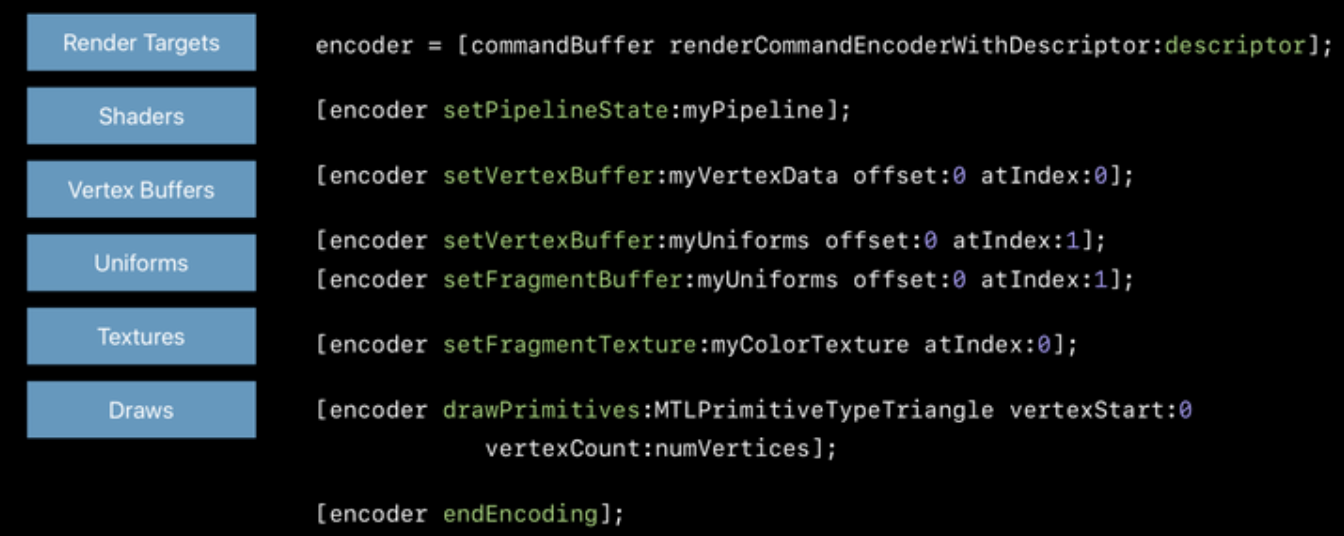 Render Targets
Shaders
Vertex Buffers
Uniforms
Textures
Draws
encoder = [commandBuffer renderCommandEncoderWithDescriptor:descriptor];
[encoder setPipelineState:myPipeline];
[encoder setVertexBuffer:myVertexData offset:0 atIndex:0];
[encoder setVertexBuffer:myUniforms offset:0 atIndex:1];
[encoder setFragmentBuffer:myUniforms offset:0 atIndex:1];
[encoder setFragmentTexture:myColorTexture atIndex:0];
[encoder drawPrimitives:MTLPrimitiveTypeTriangle vertexStart:0
vertexCount:numVertices];
[encoder endEncoding];